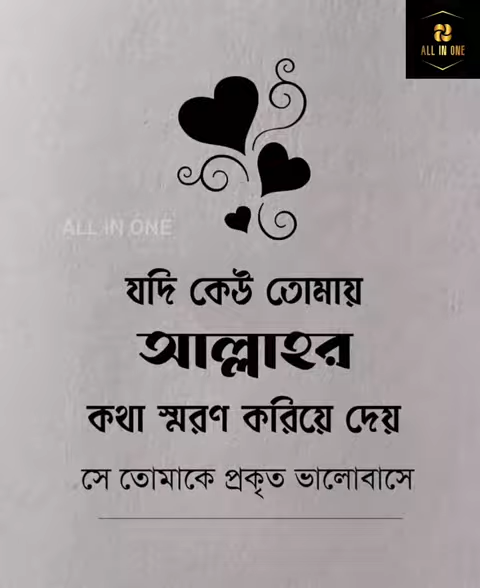 ALL IN ONE
ALL IN ONE
যদি কেউ তোমায়
আল্লাহর
কথা স্মরণ করিয়ে দেয়
সে তোমাকে প্রকৃত ভালোবাসে